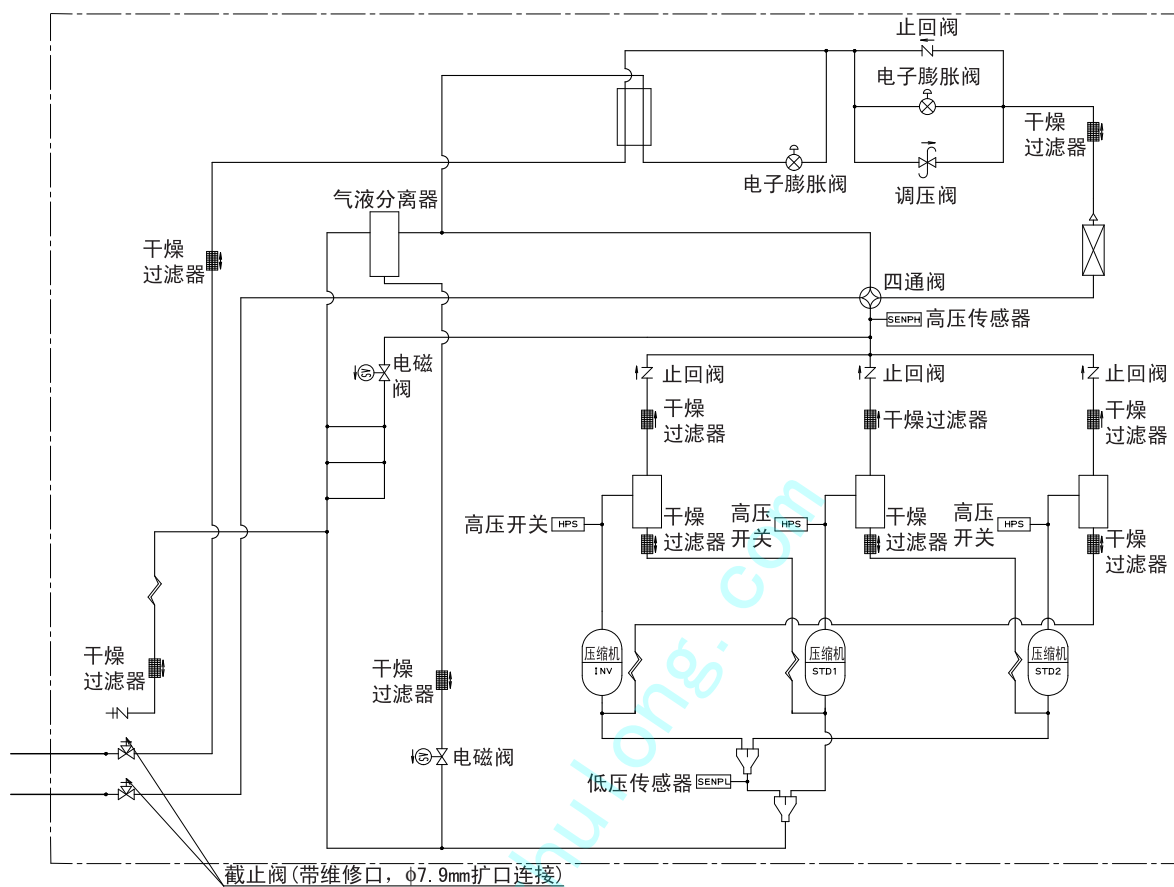 止回阀
电子膨胀阀
干燥
过滤器
电子膨胀阀
调压阀
气液分离器
干燥
过滤器
四通阀
SENPH
高压传感器
电磁
阀
SV
止回阀
止回阀
止回阀
干燥
过滤器
干燥过滤器
干燥
过滤器
高压开关
HPS
干燥
过滤器
高压
开关
HPS
干燥
过滤器
高压
开关
HPS
干燥
过滤器
干燥
过滤器
干燥
过滤器
压缩机
INV
压缩机
STD1
压缩机
STD2
SV
电磁阀
低压传感器
SENPL
截止阀(带维修口，φ7.9mm扩口连接)
hulong.com